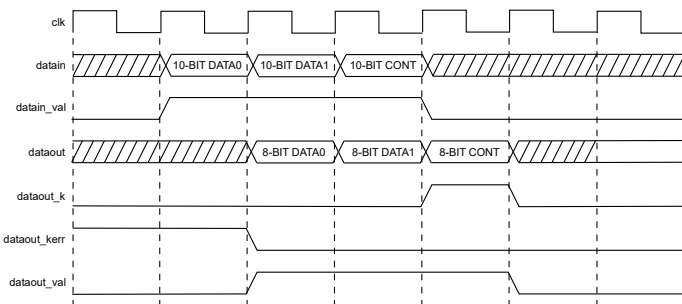 clk
datain 10-BIT DATA0 10-BIT DATA1 10-BIT CONT
datain_val
dataout 8-BIT DATA0 8-BIT DATA1 8-BIT CONT
dataout_k
dataout_kerr
dataout_val